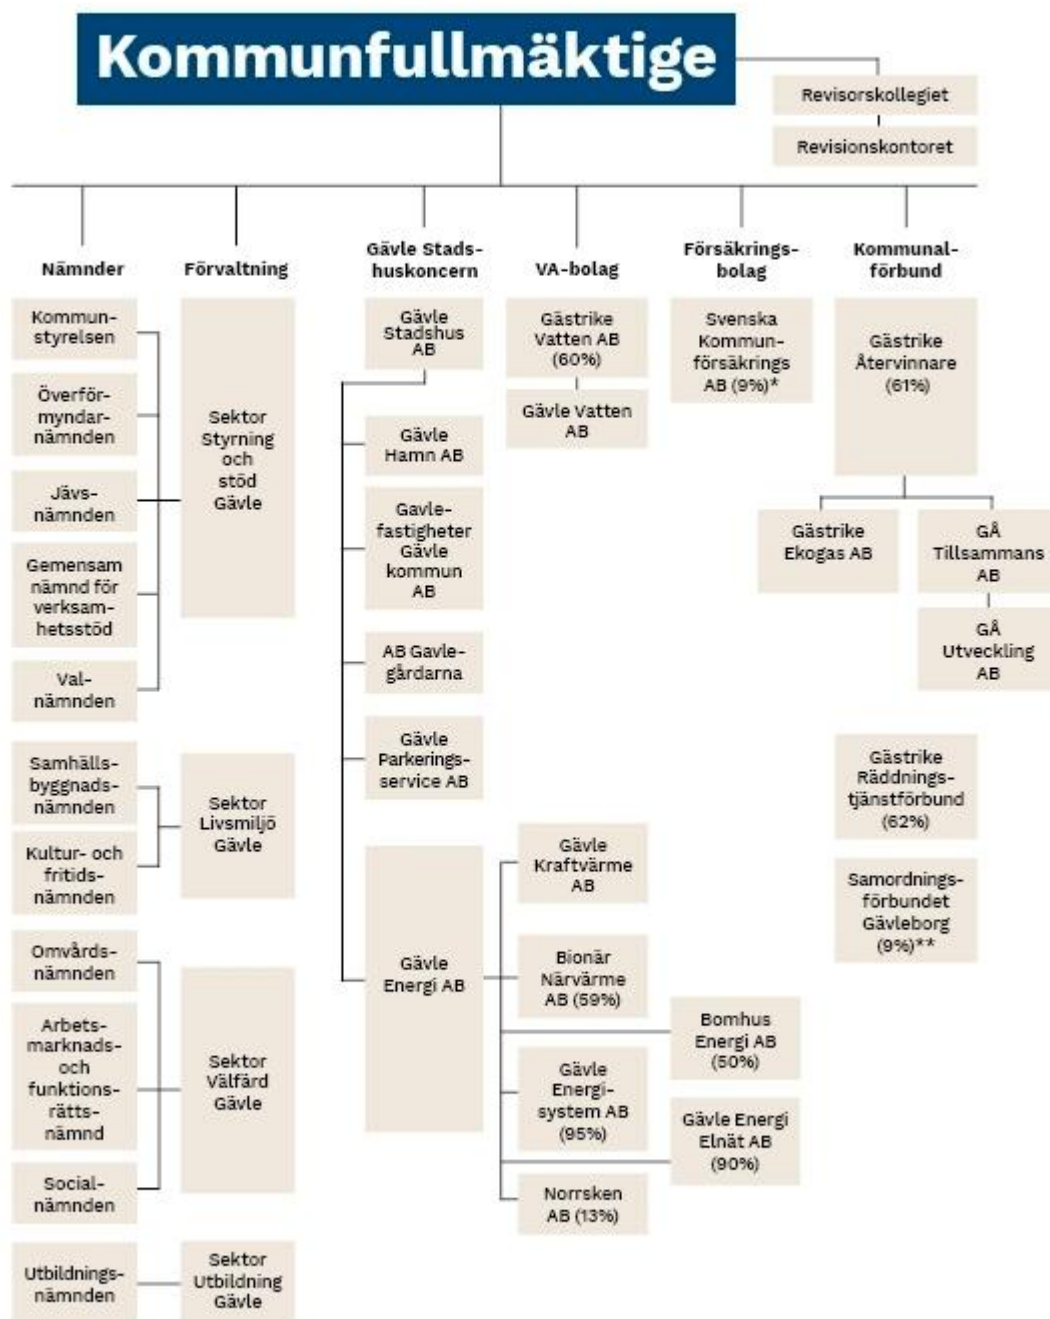 Kommunfullmäktige
Revisorskollegiet
Revisionskontoret
Nämnder
Förvaltning
Gävle Stads-
huskoncern
VA-bolag
Försäkrings-
bolag
Kommunal-
förbund
Kommun-
styrelsen
Överför-
myndar-
nämnden
Jävs-
nämnden
Gemensam
nämnd för
verksam-
hetsstöd
Val-
nämnden
Samhälls-
byggnads-
nämnden
Kultur- och
fritids-
nämnden
Omvårds-
nämnden
Arbets-
marknads-
och
funktions-
rätts-
nämnd
Social-
nämnden
Utbildnings-
nämnden
Sektor
Styrning
och
stöd
Gävle
Sektor
Livsmiljö
Gävle
Sektor
Välfärd
Gävle
Sektor
Utbildning
Gävle
Gävle
Stadshus
AB
Gävle
Hamn AB
Gavle-
fastigheter
Gävle
kommun
AB
AB Gavle-
gårdarna
Gävle
Parkerings-
service AB
Gävle
Energi AB
Gästrike
Vatten AB
(60%)
Gävle Vatten
AB
Gävle
Kraftvärme
AB
Bionär
Närvärme
AB (59%)
Gävle
Energi-
system AB
(95%)
Norrsken
AB (13%)
Svenska
Kommun-
försäkrings
AB (9%)*
Bomhus
Energi AB
(50%)
Gävle Energi
Elnät AB
(90%)
Gästrike
Återvinnare
(61%)
Gästrike
Ekogas AB
GÅ
Tillsammans
AB
GÅ
Utveckling
AB
Gästrike
Räddnings-
tjänstförbund
(62%)
Samordnings-
förbundet
Gävleborg
(9%)**